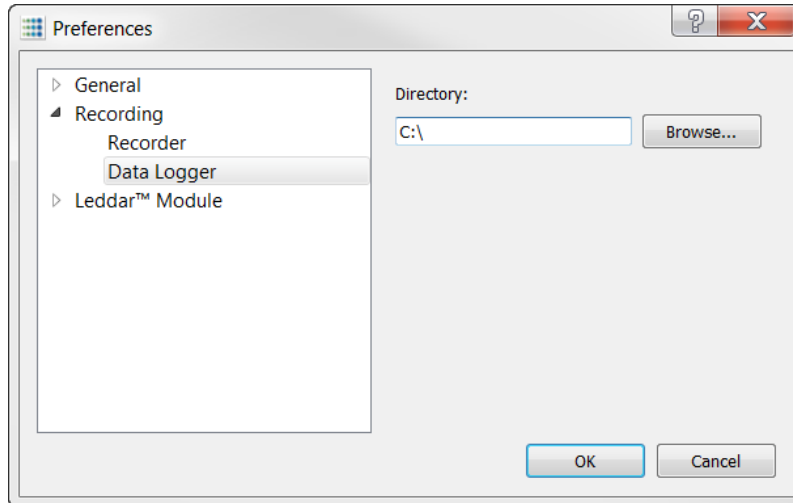 Preferences
General
Recording
Recorder
Data Logger
Leddar™ Module
Directory:
C:\
Browse...
OK
Cancel